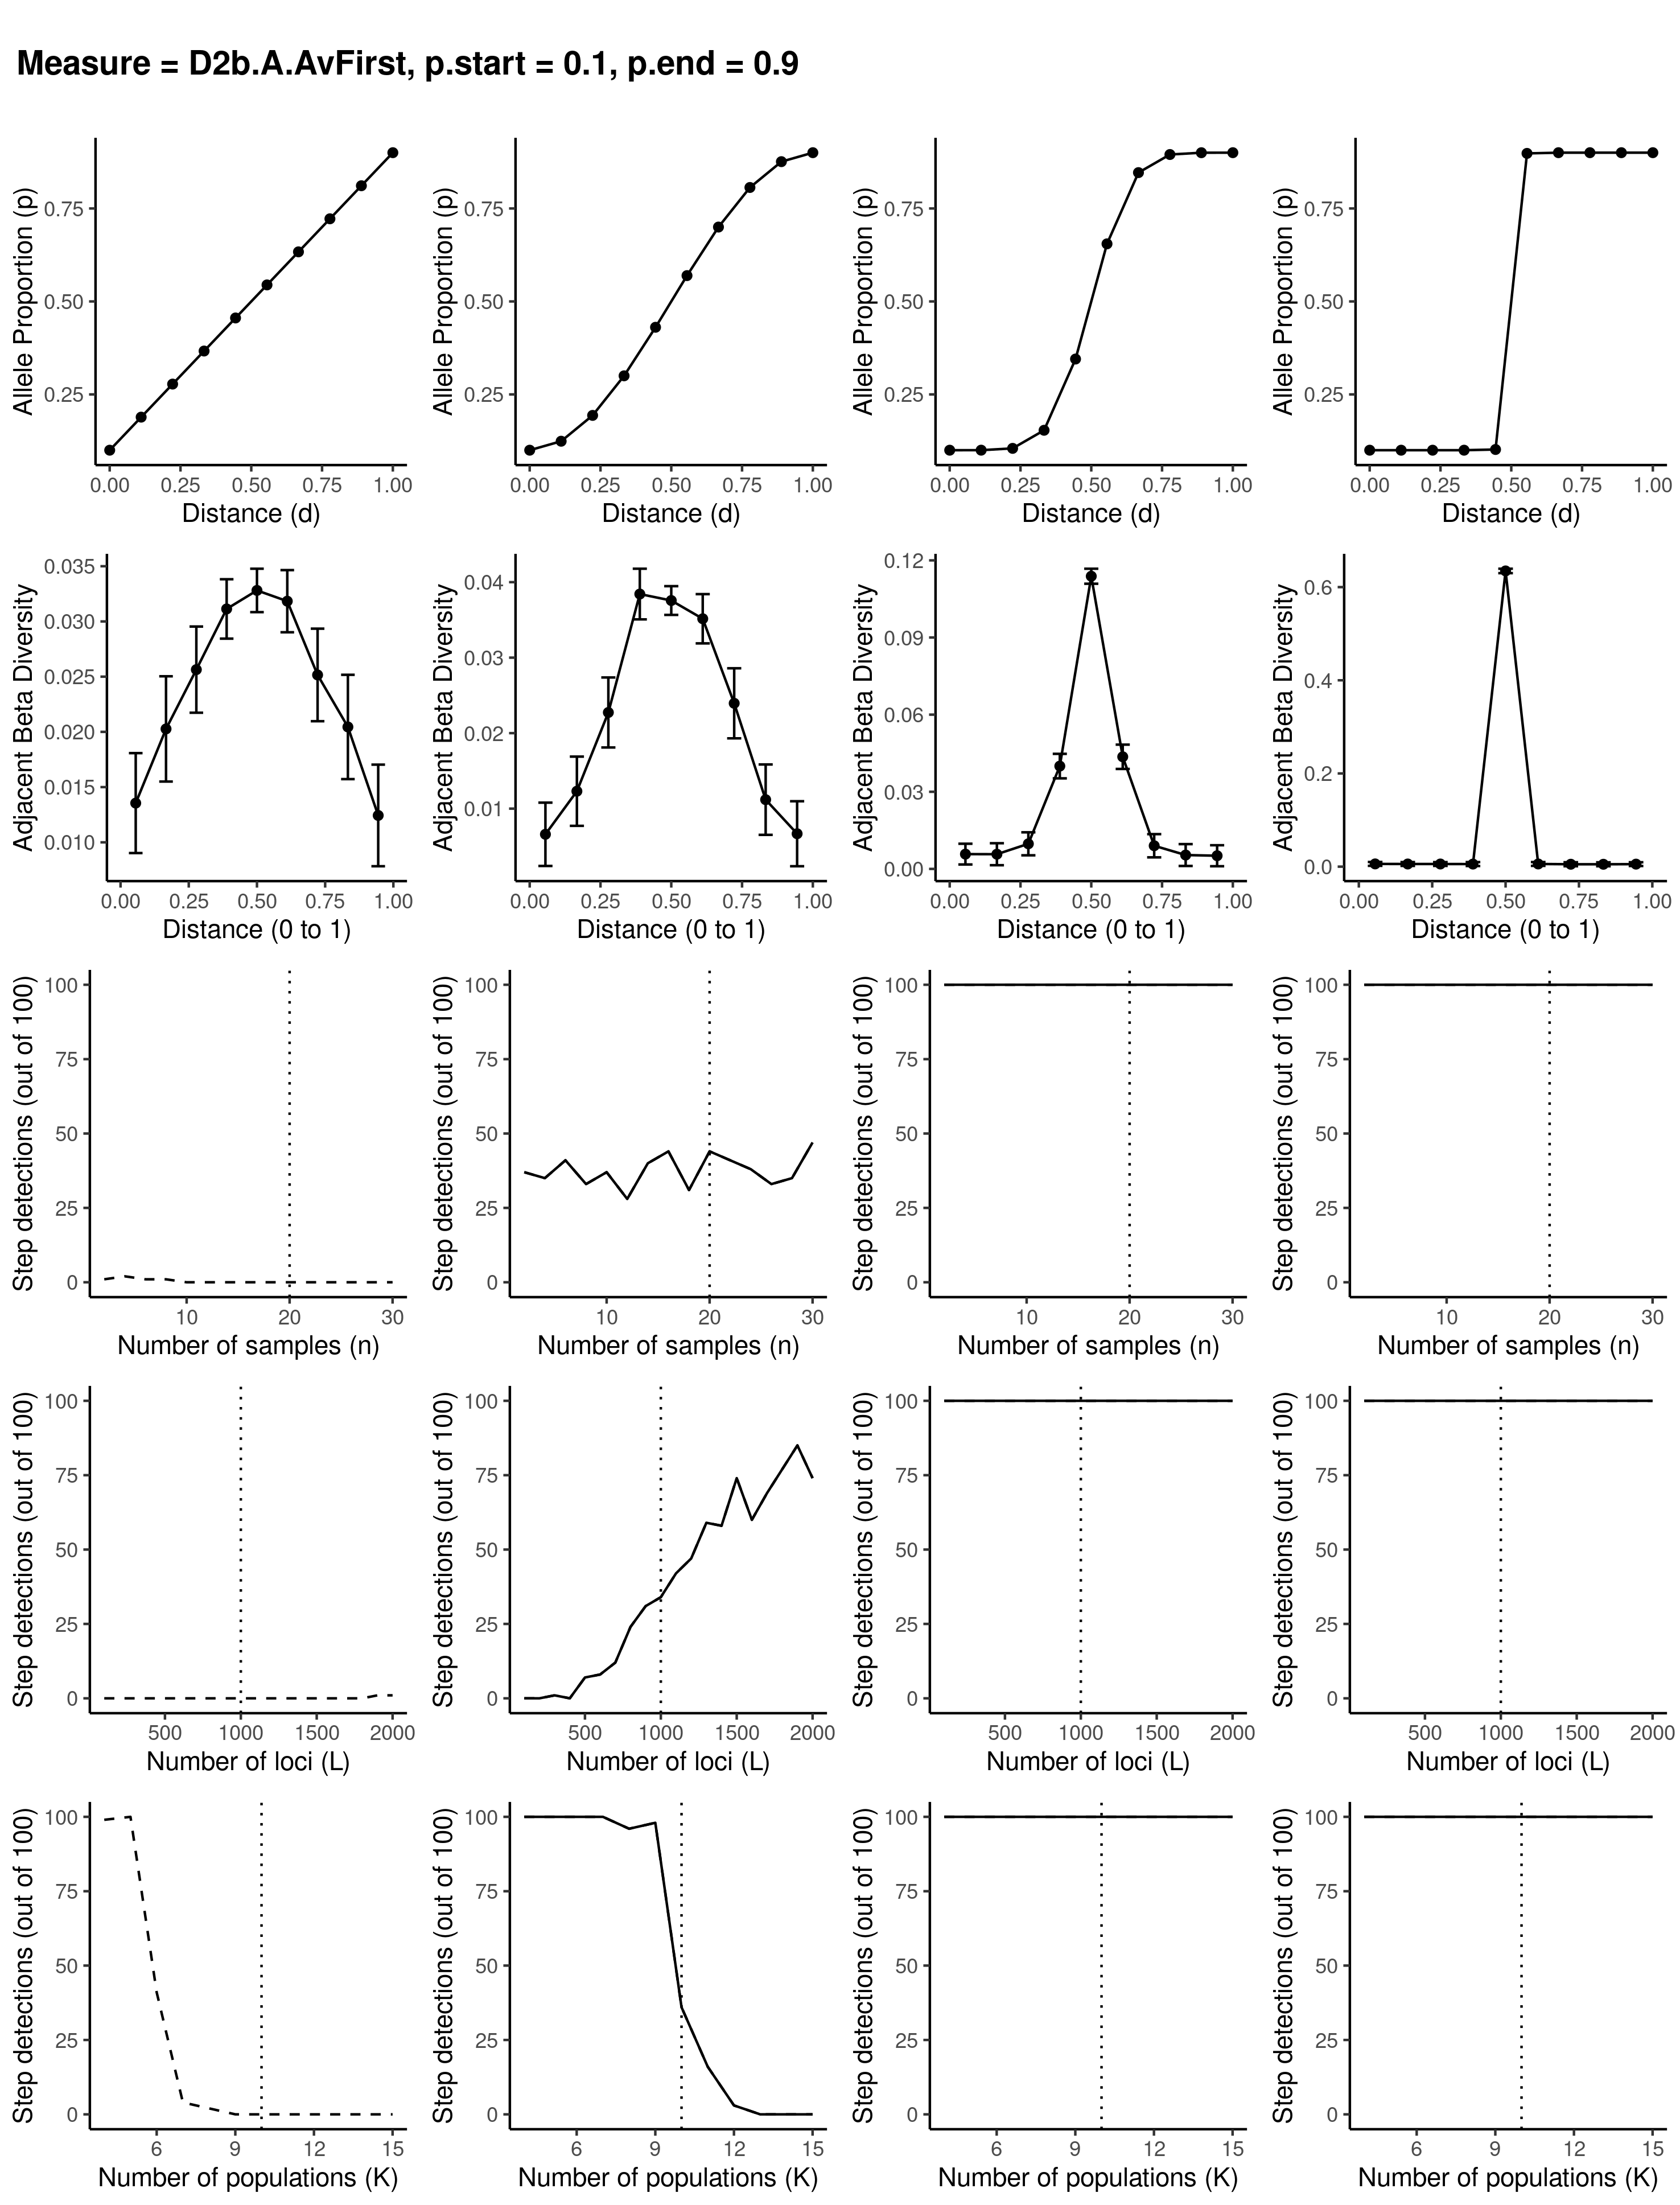 Measure = D2b.A.AvFirst, p.start = 0.1, p.end = 0.9
Allele Proportion (p)
0.75
0.50
0.25
0.00 0.25 0.50 0.75 1.00
Distance (d)
Allele Proportion (p)
0.75
0.50
0.25
0.00 0.25 0.50 0.75 1.00
Distance (d)
Allele Proportion (p)
0.75
0.50
0.25
0.00 0.25 0.50 0.75 1.00
Distance (d)
Allele Proportion (p)
0.75
0.50
0.25
0.00 0.25 0.50 0.75 1.00
Distance (d)
Adjacent Beta Diversity
0.035
0.030
0.025
0.020
0.015
0.010
0.00 0.25 0.50 0.75 1.00
Distance (0 to 1)
Adjacent Beta Diversity
0.04
0.03
0.02
0.01
0.00 0.25 0.50 0.75 1.00
Distance (0 to 1)
Adjacent Beta Diversity
0.12
0.09
0.06
0.03
0.00
0.00 0.25 0.50 0.75 1.00
Distance (0 to 1)
Adjacent Beta Diversity
0.6
0.4
0.2
0.0
0.00 0.25 0.50 0.75 1.00
Distance (0 to 1)
Step detections (out of 100)
100
75
50
25
0
10 20 30
Number of samples (n)
Step detections (out of 100)
100
75
50
25
0
10 20 30
Number of samples (n)
Step detections (out of 100)
100
75
50
25
0
10 20 30
Number of samples (n)
Step detections (out of 100)
100
75
50
25
0
10 20 30
Number of samples (n)
Step detections (out of 100)
100
75
50
25
0
500 1000 1500 2000
Number of loci (L)
Step detections (out of 100)
100
75
50
25
0
500 1000 1500 2000
Number of loci (L)
Step detections (out of 100)
100
75
50
25
0
500 1000 1500 2000
Number of loci (L)
Step detections (out of 100)
100
75
50
25
0
500 1000 1500 2000
Number of loci (L)
Step detections (out of 100)
100
75
50
25
0
6 9 12 15
Number of populations (K)
Step detections (out of 100)
100
75
50
25
0
6 9 12 15
Number of populations (K)
Step detections (out of 100)
100
75
50
25
0
6 9 12 15
Number of populations (K)
Step detections (out of 100)
100
75
50
25
0
6 9 12 15
Number of populations (K)